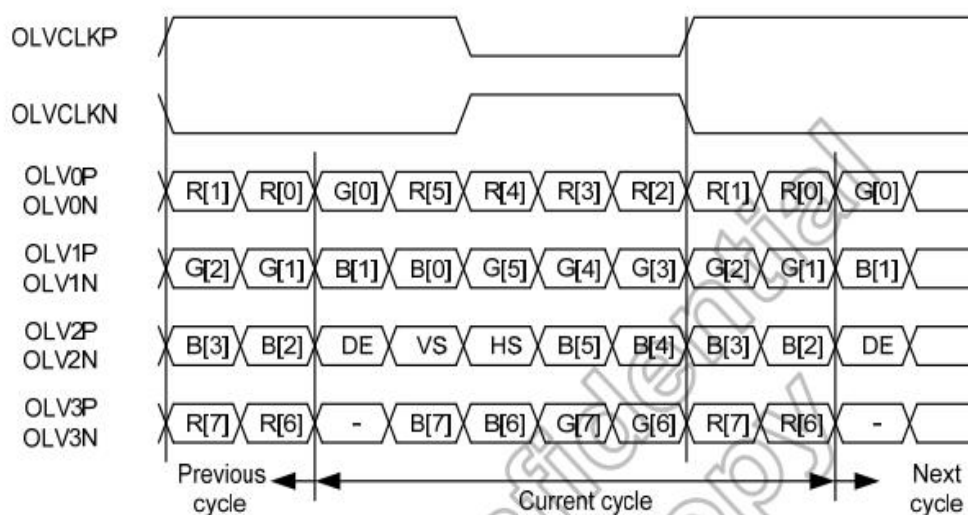 OLVCLKP
OLVCLKN
OLV0P
OLV0N
R[1] R[0] G[0] R[5] R[4] R[3] R[2] R[1] R[0] G[0]
OLV1P
OLV1N
G[2] G[1] B[1] B[0] G[5] G[4] G[3] G[2] G[1] B[1]
OLV2P
OLV2N
B[3] B[2] DE VS HS B[5] B[4] B[3] B[2] DE
OLV3P
OLV3N
R[7] R[6] - B[7] B[6] G[7] G[6] R[7] R[6] -
Previous cycle
Current cycle
Next cycle
nfidential
opy